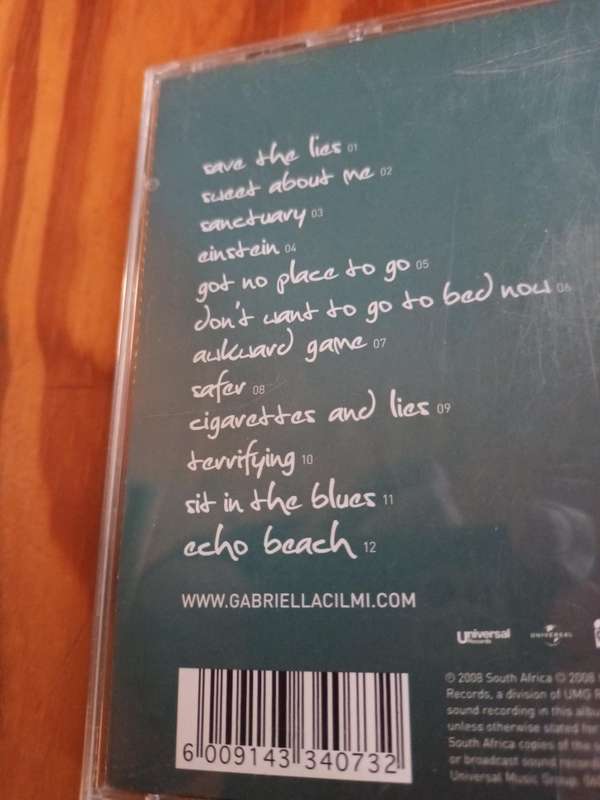 save the lies 01
sweet about me 02
sanctuary 03
einstein 04
got no place to go 05
don't want to go to bed now 06
awkward game 07
safer 08
cigarettes and lies 09
terrifying 10
sit in the blues 11
echo beach 12
WWW.GABRIELLACILMI.COM
Universal Records
UNIVERSAL
6 009143 340732
℗ 2008 South Africa © 2008
Records, a division of UMG
sound recording in this
unless otherwise stated for
South Africa copies of the
or broadcast sound
Universal Music Group.